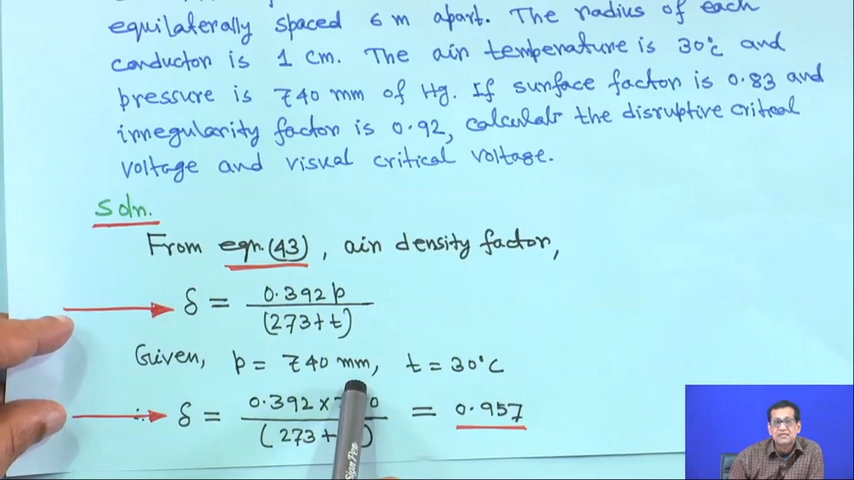 equilaterally spaced 6 m apart. The radius of each
conductor is 1 cm. The air temperature is 30°c and
pressure is 740 mm of Hg. If surface factor is 0.83 and
irregularity factor is 0.92, calculate the disruptive critical
voltage and visual critical voltage.
Soln.
From eqn.(43), air density factor,
δ = 0.392p / (273+t)
Given, p = 740 mm, t = 30°C
∴ δ = 0.392 x 0 / (273+ ) = 0.957
SignPen